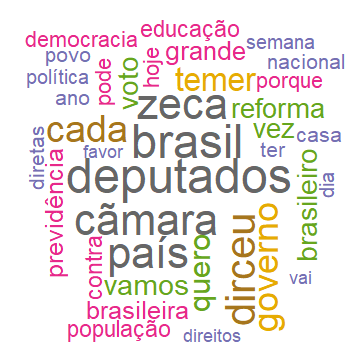 educação
democracia
semana
povo
hoje
grande
nacional
política
pode
voto
temer
porque
ano
zeca
reforma
cada
brasil
vez
casa
diretas
favor
ter
deputados
brasileiro
dia
previdência
cãmara
dirceu
governo
contra
país
quero
vamos
vai
brasileira
população
direitos